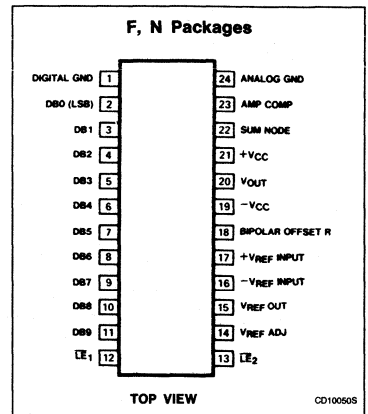 F, N Packages
DIGITAL GND 1 24 ANALOG GND
DB0 (LSB) 2 23 AMP COMP
DB1 3 22 SUM NODE
DB2 4 21 +VCC
DB3 5 20 VOUT
DB4 6 19 −VCC
DB5 7 18 BIPOLAR OFFSET R
DB6 8 17 +VREF INPUT
DB7 9 16 −VREF INPUT
DB8 10 15 VREF OUT
DB9 11 14 VREF ADJ
L̅E̅1 12 13 L̅E̅2
TOP VIEW
CD10050S